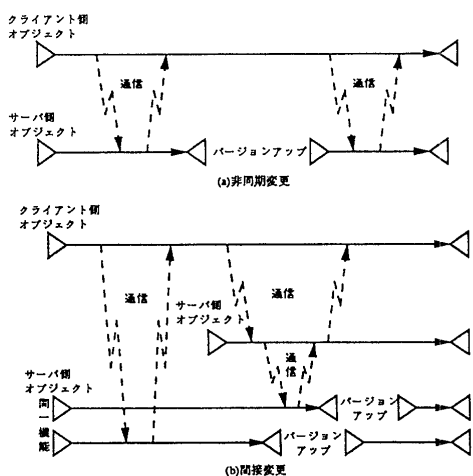 クライアント側
オブジェクト
通信
通信
サーバ側
オブジェクト
バージョンアップ
(a)非同期変更
クライアント側
オブジェクト
通信
通信
サーバ側
オブジェクト
通信
サーバ側
オブジェクト
同一機能
バージョン
アップ
バージョン
アップ
(b)間接変更